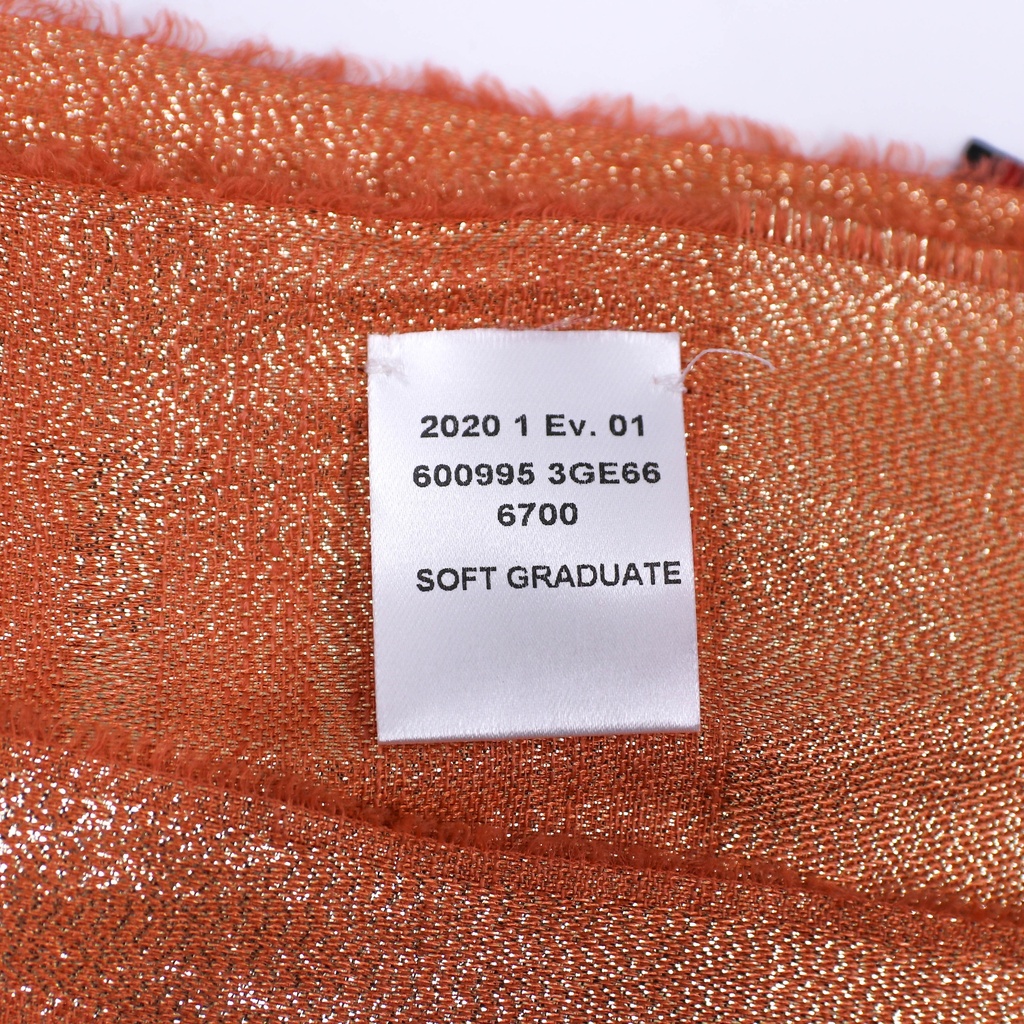 2020 1 Ev. 01
600995 3GE66
6700
SOFT GRADUATE